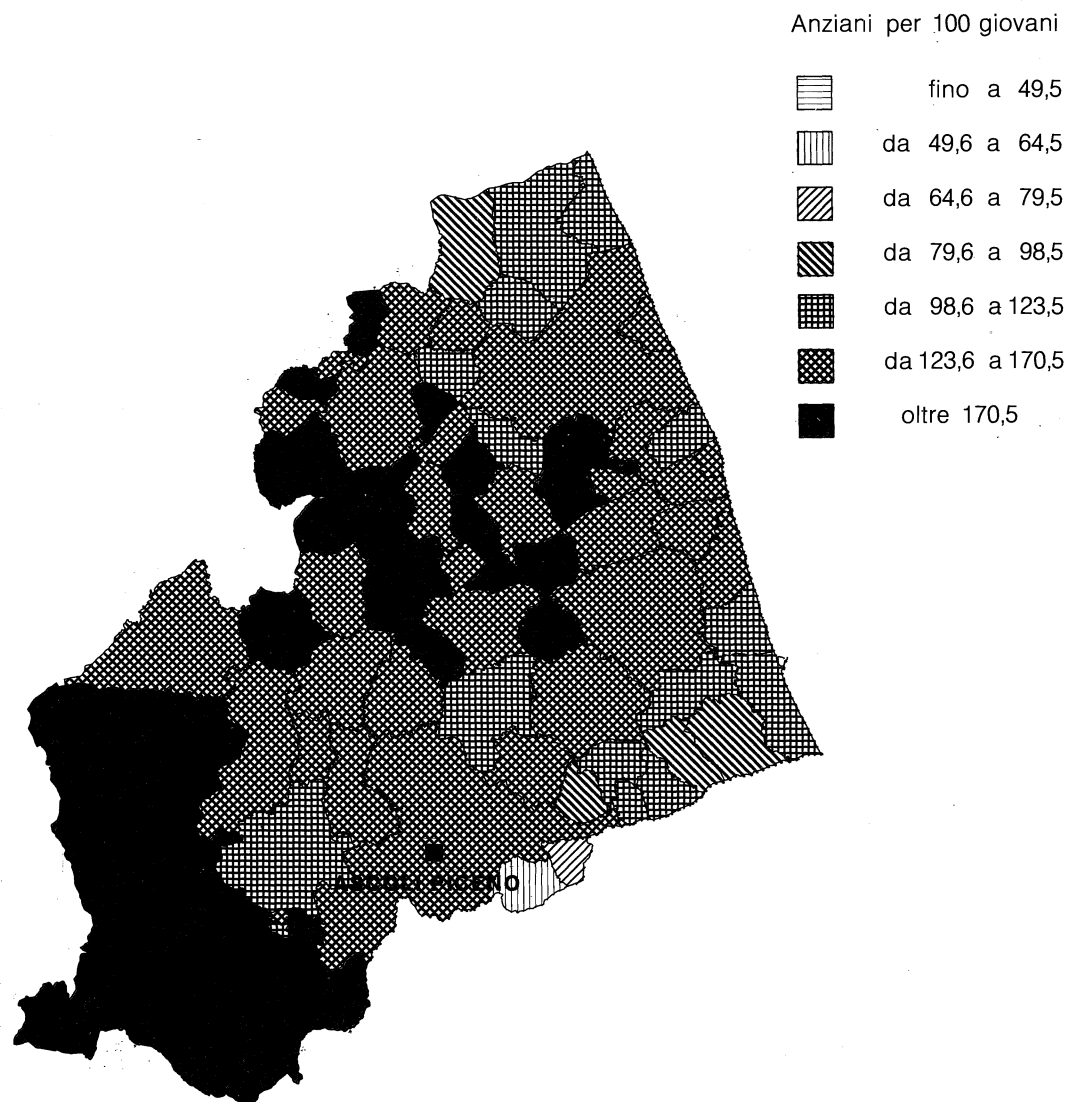 Anziani per 100 giovani
fino a 49,5
da 49,6 a 64,5
da 64,6 a 79,5
da 79,6 a 98,5
da 98,6 a 123,5
da 123,6 a 170,5
oltre 170,5
ASCOLI PICENO